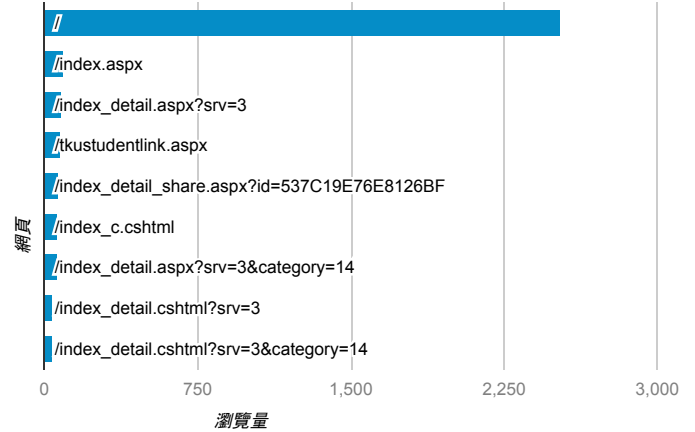 /
/index.aspx
/index_detail.aspx?srv=3
/tkustudentlink.aspx
/index_detail_share.aspx?id=537C19E76E8126BF
/index_c.cshtml
/index_detail.aspx?srv=3&category=14
/index_detail.cshtml?srv=3
/index_detail.cshtml?srv=3&category=14
網頁
0 750 1,500 2,250 3,000
瀏覽量